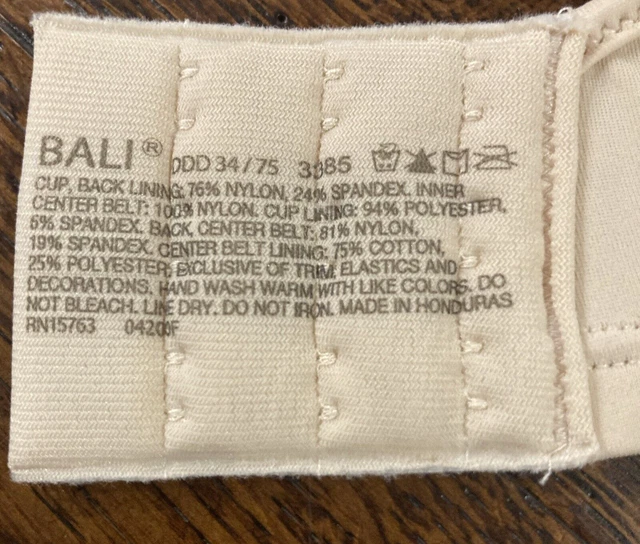 BALI® DDD 34/75 3385
CUP, BACK LINING: 76% NYLON, 24% SPANDEX. INNER
CENTER BELT: 100% NYLON. CUP LINING: 94% POLYESTER,
6% SPANDEX. BACK, CENTER BELT: 81% NYLON,
19% SPANDEX. CENTER BELT LINING: 75% COTTON,
25% POLYESTER; EXCLUSIVE OF TRIM, ELASTICS AND
DECORATIONS. HAND WASH WARM WITH LIKE COLORS. DO
NOT BLEACH. LINE DRY. DO NOT IRON. MADE IN HONDURAS
RN15763